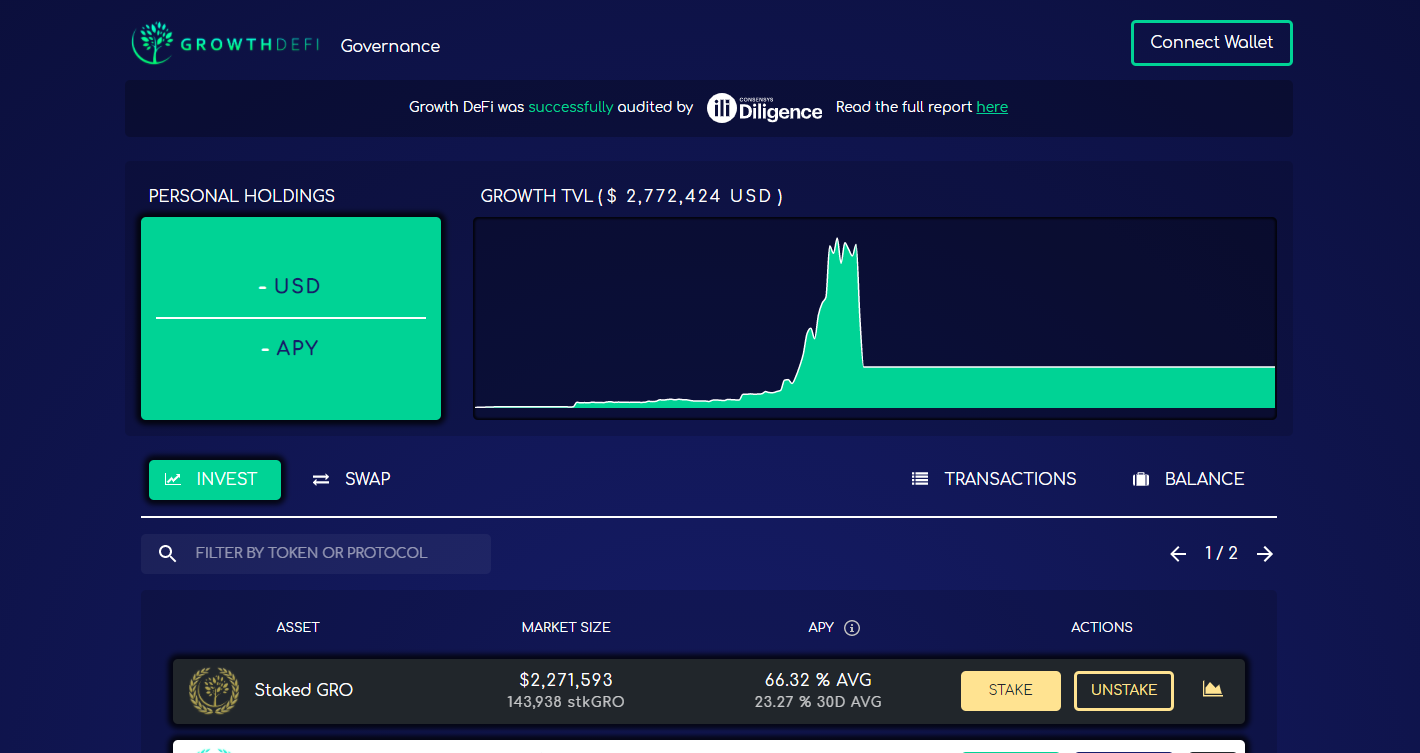 GROWTHDEFI Governance Connect Wallet
Growth DeFi was successfully audited by CONSENSYS Diligence Read the full report here
PERSONAL HOLDINGS
GROWTH TVL ( $ 2,772,424 USD )
- USD
- APY
INVEST SWAP TRANSACTIONS BALANCE
FILTER BY TOKEN OR PROTOCOL 1 / 2
ASSET MARKET SIZE APY ACTIONS
Staked GRO
$2,271,593
143,938 stkGRO
66.32 % AVG
23.27 % 30D AVG
STAKE UNSTAKE